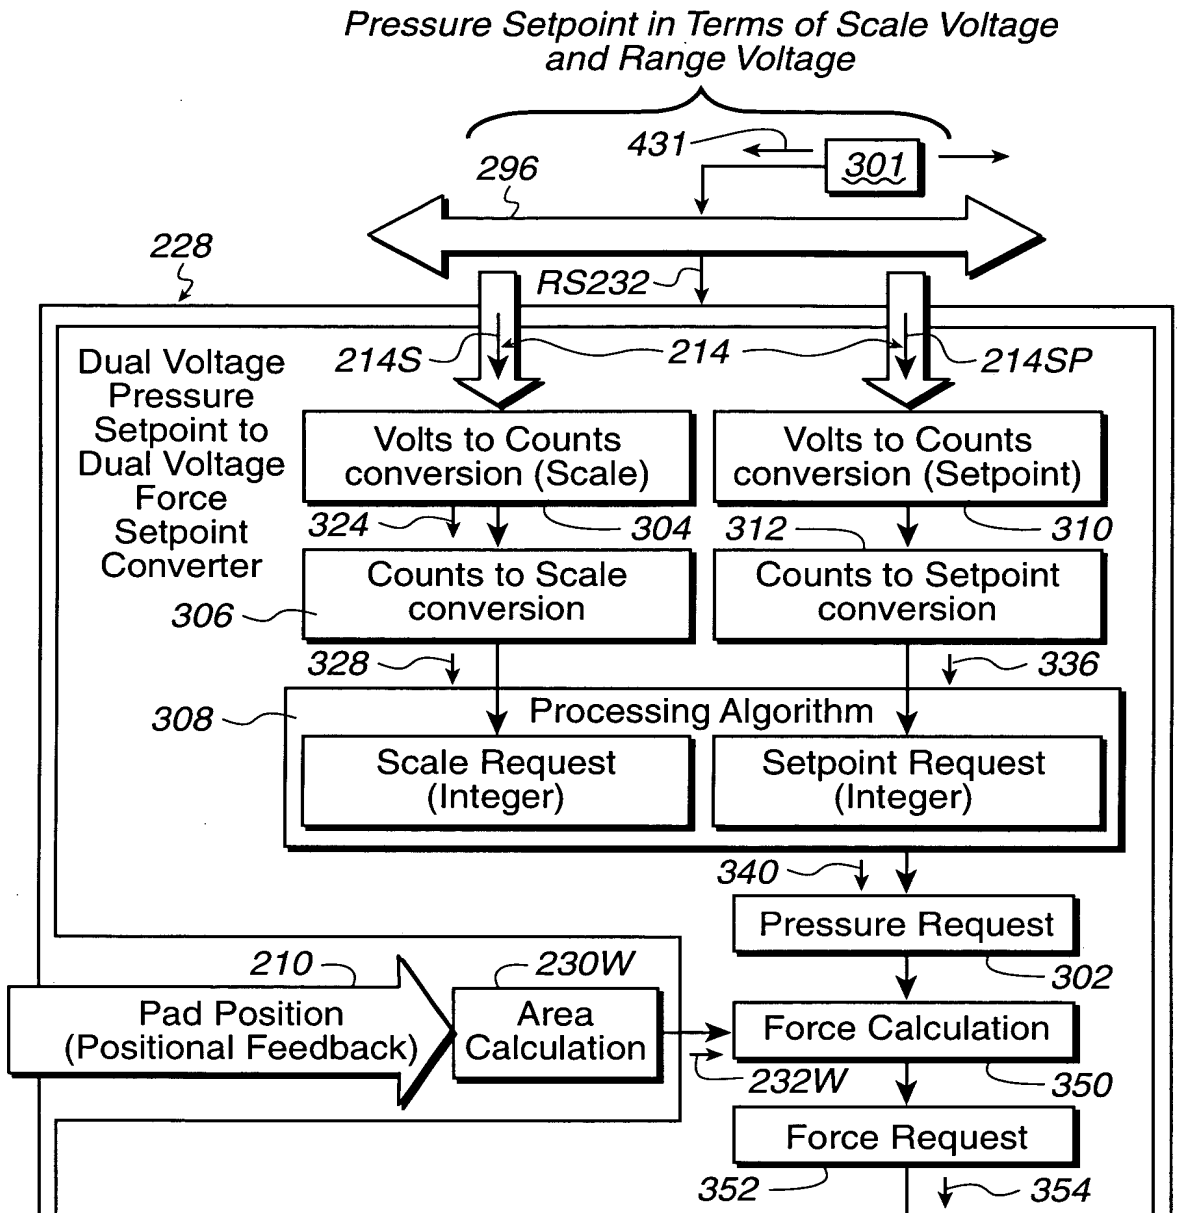 Pressure Setpoint in Terms of Scale Voltage
and Range Voltage
431
301
296
228
RS232
214S
214
214SP
Dual Voltage
Pressure
Setpoint to
Dual Voltage
Force
Setpoint
Converter
Volts to Counts
conversion (Scale)
Volts to Counts
conversion (Setpoint)
324
304
312
310
Counts to Scale
conversion
Counts to Setpoint
conversion
306
328
336
308
Processing Algorithm
Scale Request
(Integer)
Setpoint Request
(Integer)
340
Pressure Request
302
210
230W
Pad Position
(Positional Feedback)
Area
Calculation
Force Calculation
232W
350
Force Request
352
354